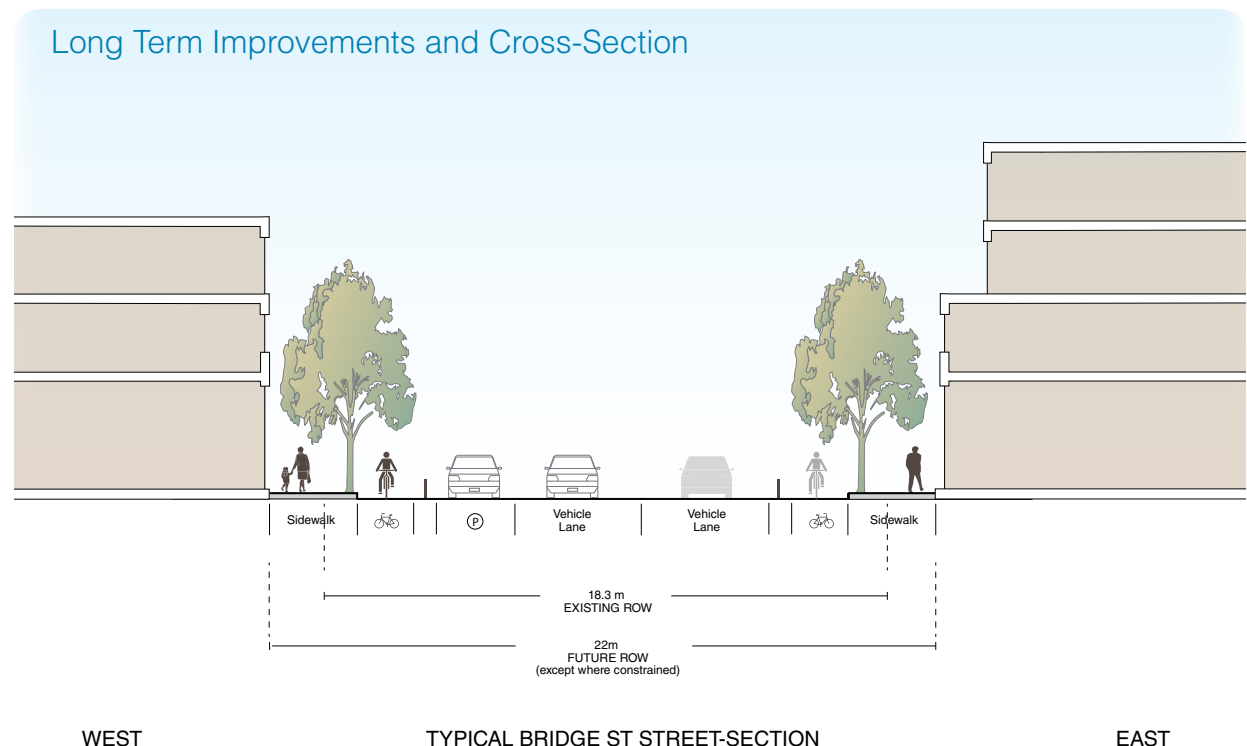 Long Term Improvements and Cross-Section
Sidewalk
P
Vehicle
Lane
Vehicle
Lane
Sidewalk
18.3 m
EXISTING ROW
22m
FUTURE ROW
(except where constrained)
WEST
TYPICAL BRIDGE ST STREET-SECTION
EAST